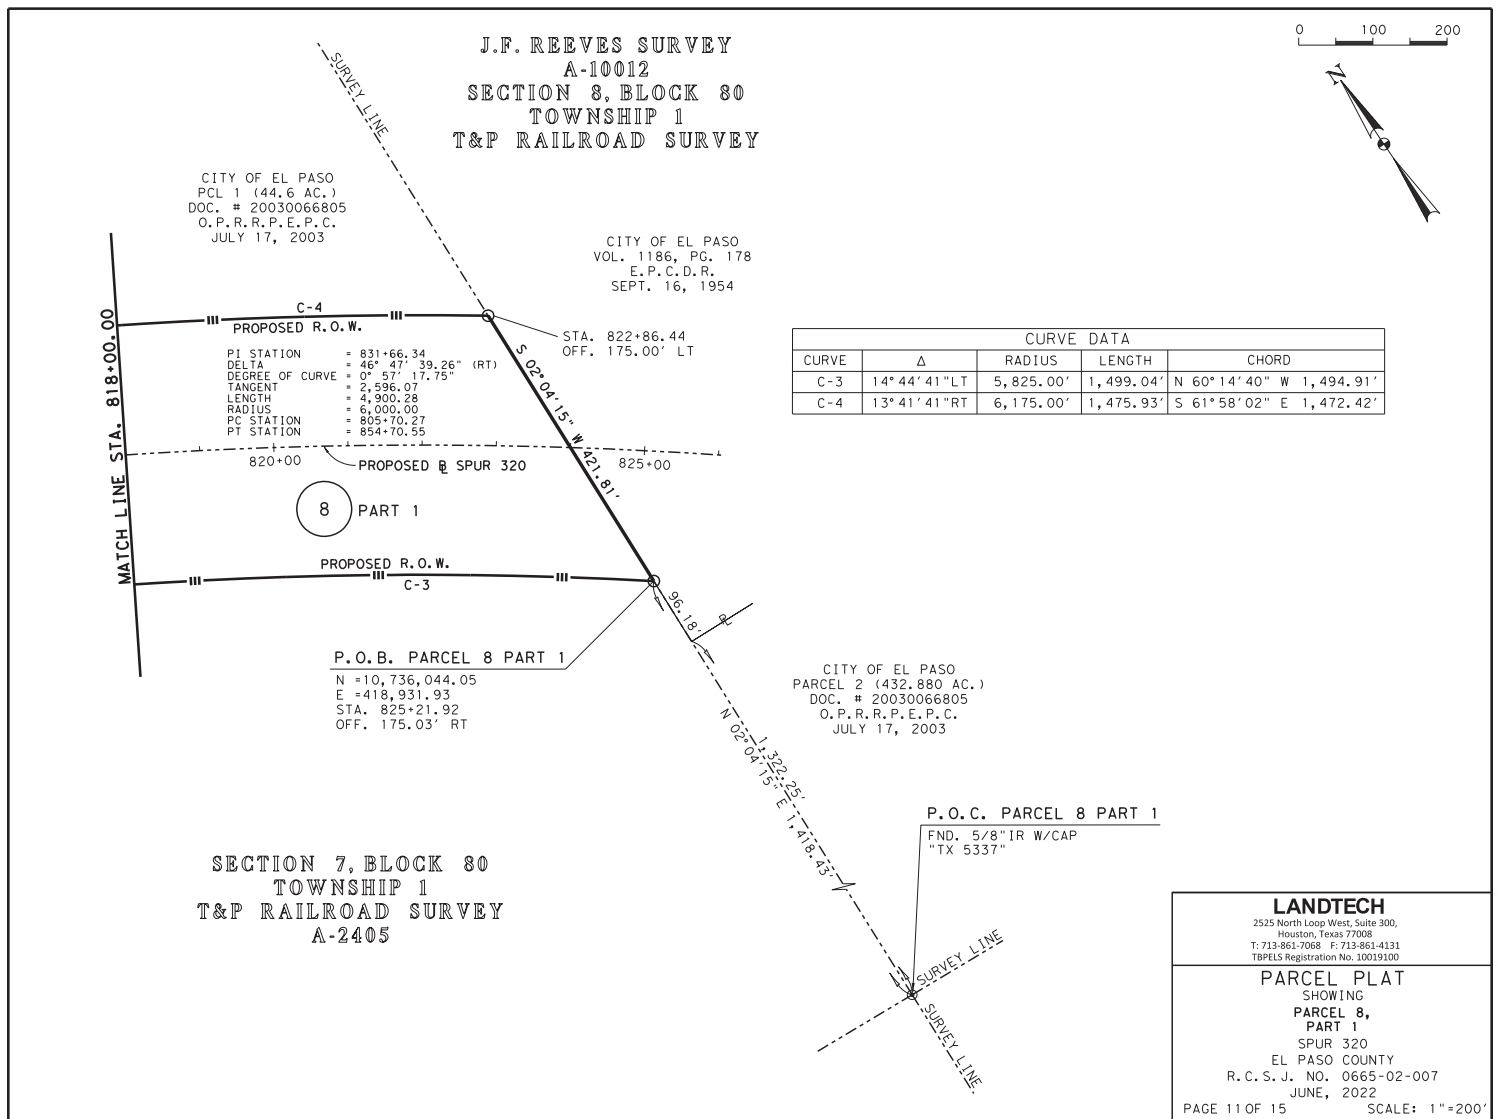 J.F. REEVES SURVEY
A-10012
SECTION 8, BLOCK 80
TOWNSHIP 1
T&P RAILROAD SURVEY
0 100 200
N
SURVEY LINE
CITY OF EL PASO
PCL 1 (44.6 AC.)
DOC. # 20030066805
O.P.R.R.P.E.P.C.
JULY 17, 2003
CITY OF EL PASO
VOL. 1186, PG. 178
E.P.C.D.R.
SEPT. 16, 1954
MATCH LINE STA. 818+00.00
C-4
PROPOSED R.O.W.
STA. 822+86.44
OFF. 175.00' LT
PI STATION = 831+66.34
DELTA = 46° 47' 39.26" (RT)
DEGREE OF CURVE = 0° 57' 17.75"
TANGENT = 2,596.07
LENGTH = 4,900.28
RADIUS = 6,000.00
PC STATION = 805+70.27
PT STATION = 854+70.55
S 02°04'15" W 421.81'
CURVE DATA
CURVE Δ RADIUS LENGTH CHORD
C-3 14°44'41"LT 5,825.00' 1,499.04' N 60°14'40" W 1,494.91'
C-4 13°41'41"RT 6,175.00' 1,475.93' S 61°58'02" E 1,472.42'
820+00
PROPOSED BL SPUR 320
825+00
8 PART 1
PROPOSED R.O.W.
C-3
96.18'
PL
P.O.B. PARCEL 8 PART 1
N =10,736,044.05
E =418,931.93
STA. 825+21.92
OFF. 175.03' RT
CITY OF EL PASO
PARCEL 2 (432.880 AC.)
DOC. # 20030066805
O.P.R.R.P.E.P.C.
JULY 17, 2003
1,322.25'
N 02°04'15" E 1,418.43'
P.O.C. PARCEL 8 PART 1
FND. 5/8"IR W/CAP
"TX 5337"
SECTION 7, BLOCK 80
TOWNSHIP 1
T&P RAILROAD SURVEY
A-2405
SURVEY LINE
SURVEY LINE
LANDTECH
2525 North Loop West, Suite 300,
Houston, Texas 77008
T: 713-861-7068 F: 713-861-4131
TBPELS Registration No. 10019100
PARCEL PLAT
SHOWING
PARCEL 8,
PART 1
SPUR 320
EL PASO COUNTY
R.C.S.J. NO. 0665-02-007
JUNE, 2022
PAGE 11 OF 15 SCALE: 1"=200'